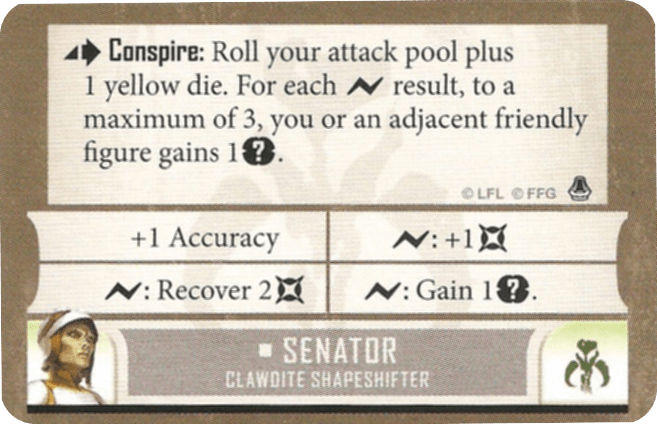 Conspire: Roll your attack pool plus
1 yellow die. For each result, to a
maximum of 3, you or an adjacent friendly
figure gains 1 ?.
© LFL © FFG
+1 Accuracy
: +1
: Recover 2
: Gain 1 ?.
SENATOR
CLAWDITE SHAPESHIFTER